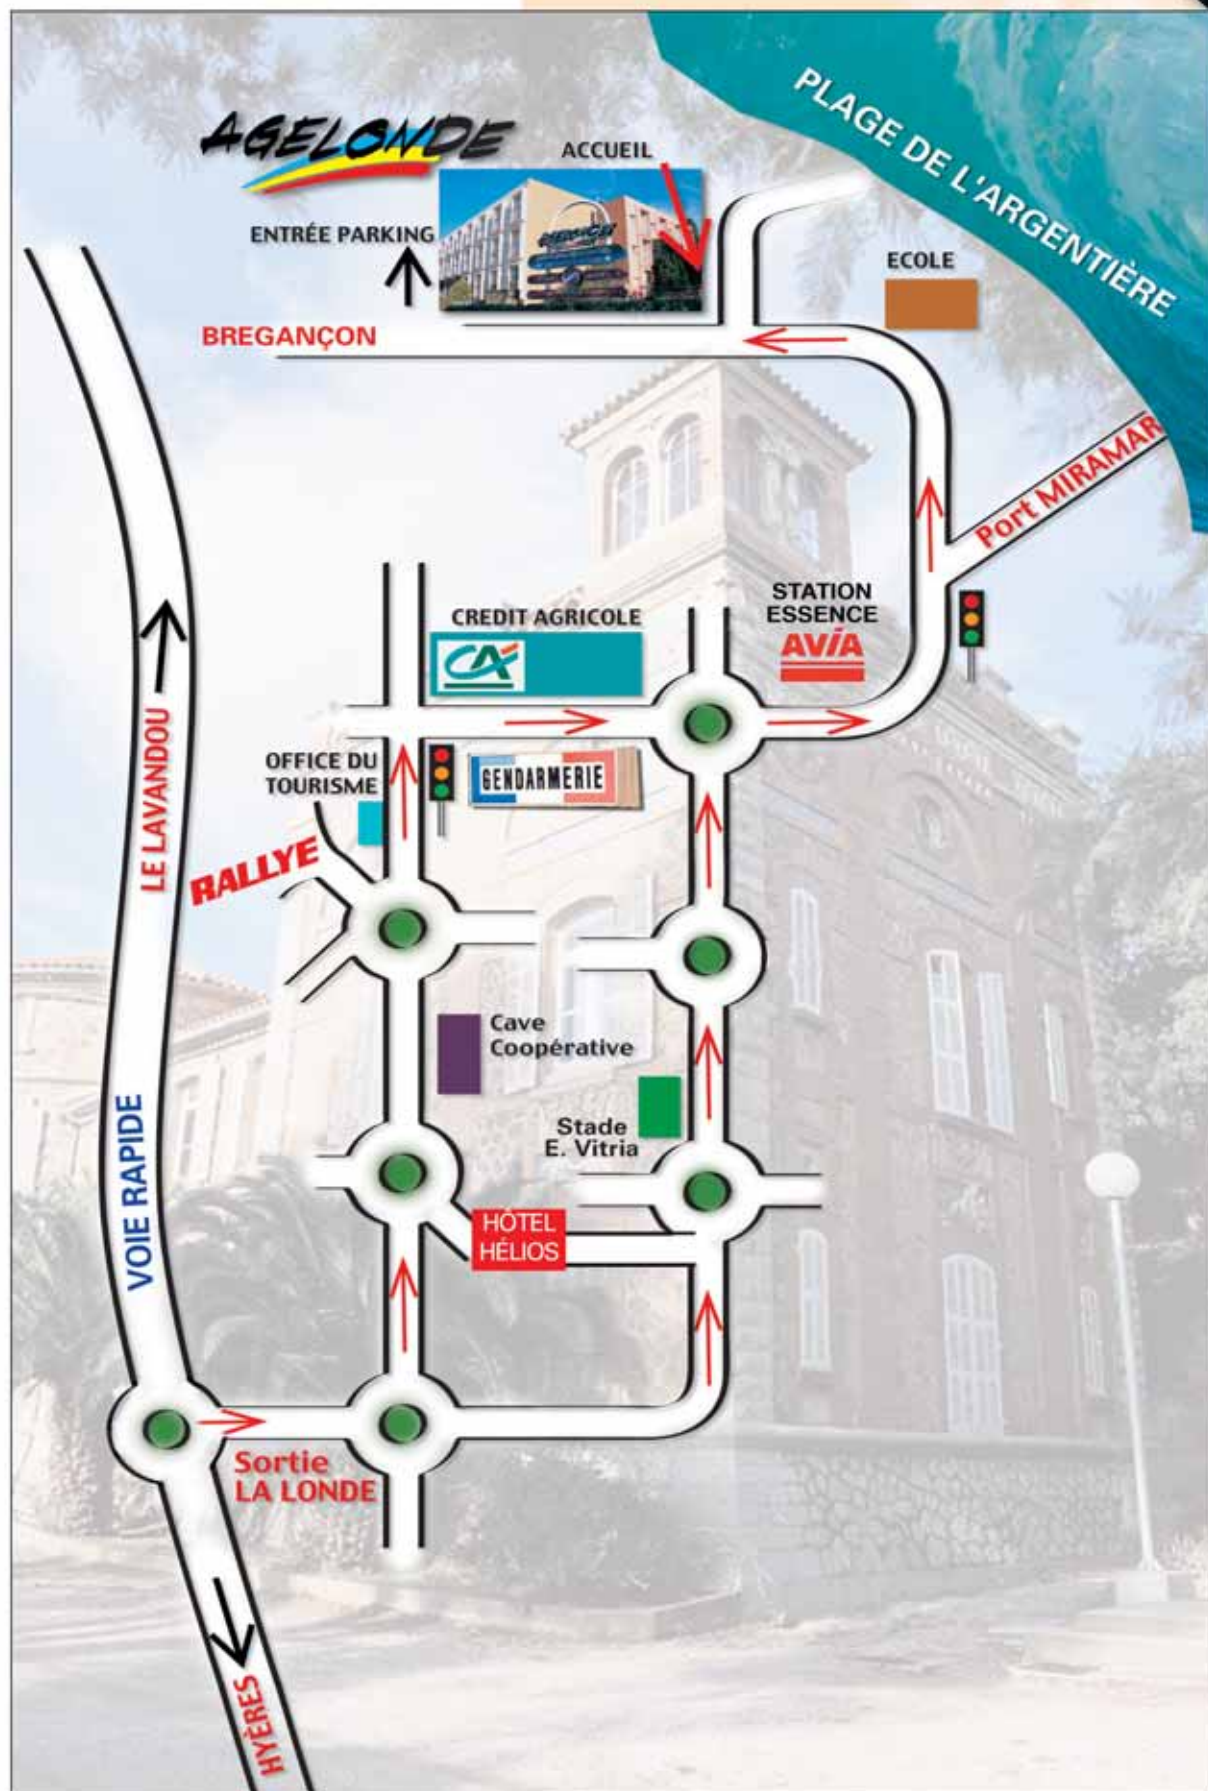 PLAGE DE L'ARGENTIÈRE
AGELONDE
ACCUEIL
ENTRÉE PARKING
ECOLE
BREGANÇON
Port MIRAMAR
STATION
ESSENCE
AVIA
CREDIT AGRICOLE
CA
OFFICE DU
TOURISME
GENDARMERIE
LE LAVANDOU
RALLYE
Cave
Coopérative
Stade
E. Vitria
VOIE RAPIDE
HÔTEL
HÉLIOS
Sortie
LA LONDE
HYÈRES